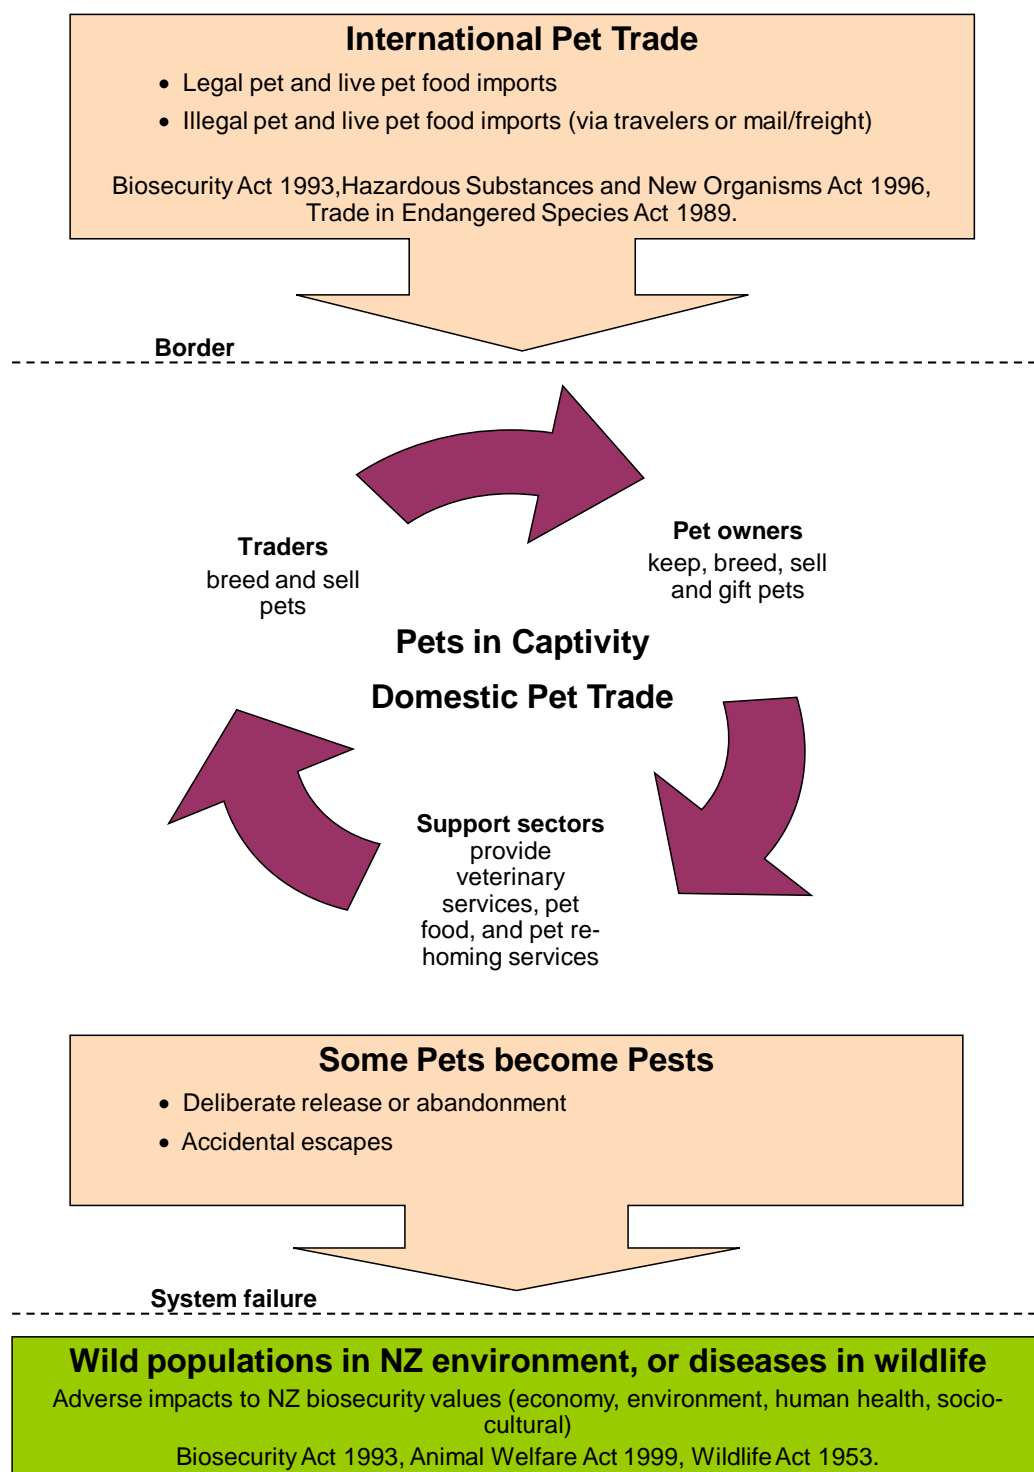 International Pet Trade
• Legal pet and live pet food imports
• Illegal pet and live pet food imports (via travelers or mail/freight)
Biosecurity Act 1993,Hazardous Substances and New Organisms Act 1996,
Trade in Endangered Species Act 1989.
Border
Traders
breed and sell
pets
Pet owners
keep, breed, sell
and gift pets
Pets in Captivity
Domestic Pet Trade
Support sectors
provide
veterinary
services, pet
food, and pet re-
homing services
Some Pets become Pests
• Deliberate release or abandonment
• Accidental escapes
System failure
Wild populations in NZ environment, or diseases in wildlife
Adverse impacts to NZ biosecurity values (economy, environment, human health, socio-
cultural)
Biosecurity Act 1993, Animal Welfare Act 1999, Wildlife Act 1953.